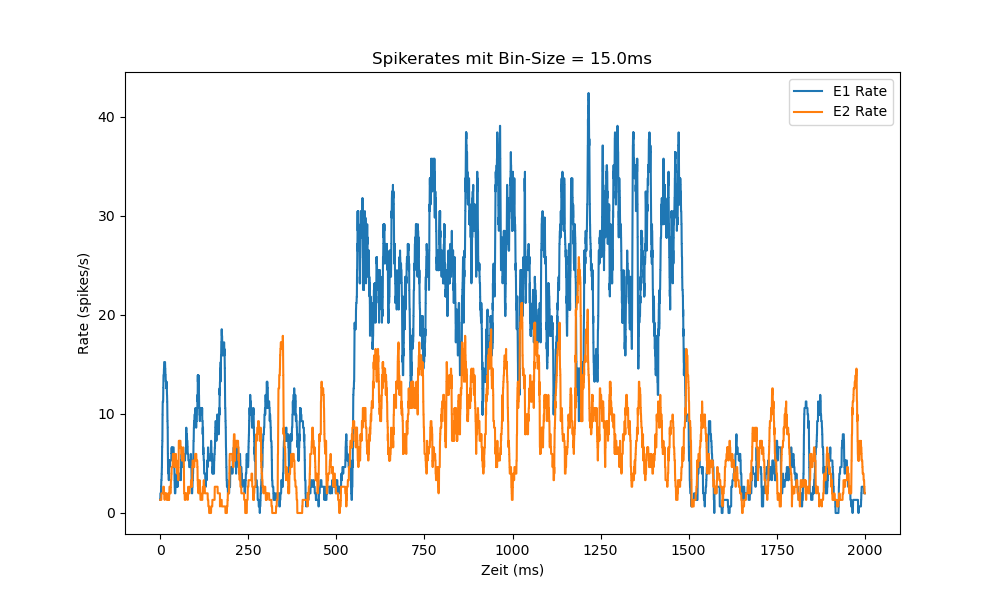 Spikerates mit Bin-Size = 15.0ms
E1 Rate
E2 Rate
Rate (spikes/s)
40
30
20
10
0
0 250 500 750 1000 1250 1500 1750 2000
Zeit (ms)